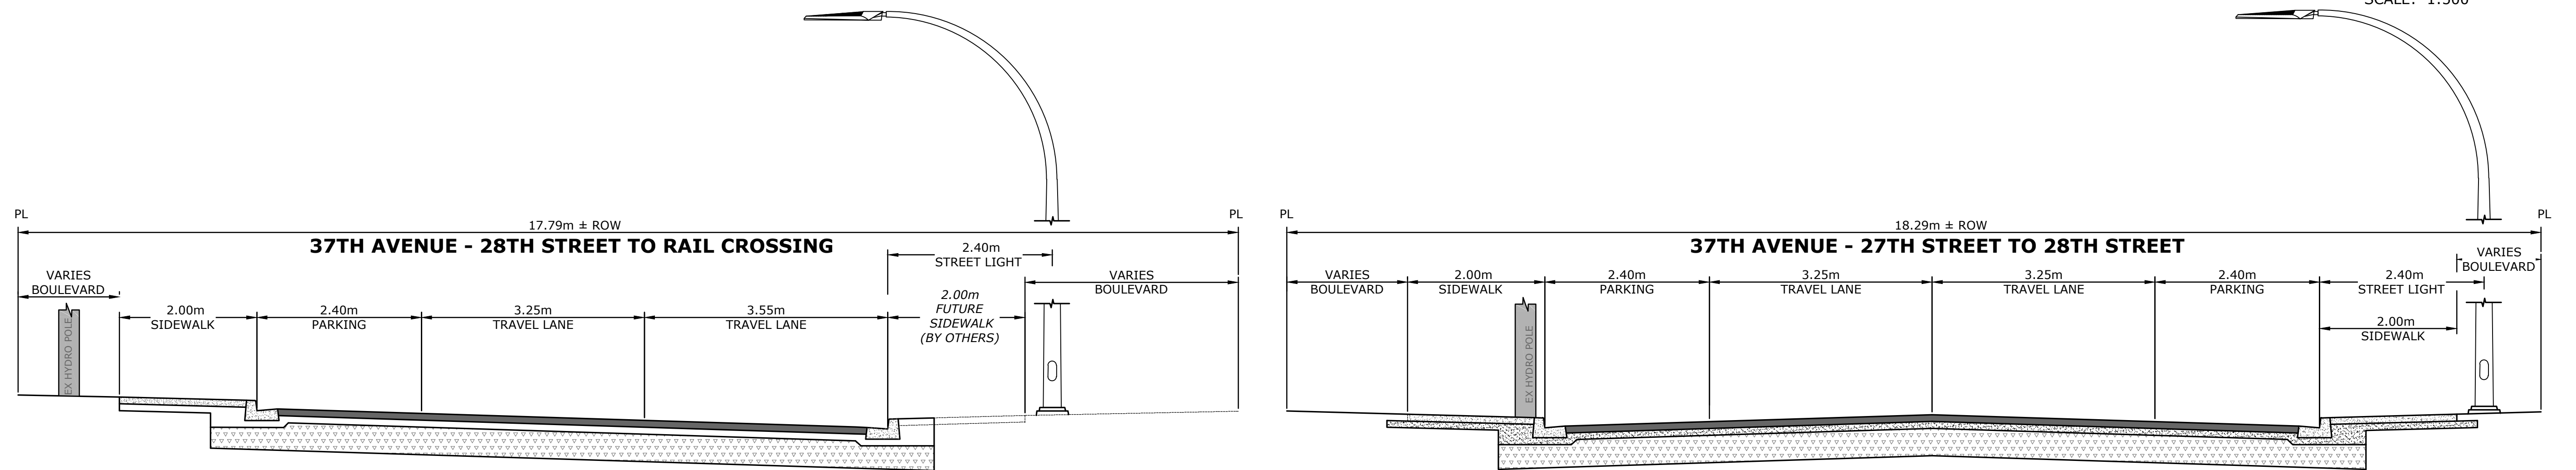 SCALE: 1:500
PL
17.79m ± ROW
PL
37TH AVENUE - 28TH STREET TO RAIL CROSSING
2.40m
STREET LIGHT
VARIES
BOULEVARD
VARIES
BOULEVARD
2.00m
SIDEWALK
2.40m
PARKING
3.25m
TRAVEL LANE
3.55m
TRAVEL LANE
2.00m
FUTURE
SIDEWALK
(BY OTHERS)
EX HYDRO POLE
PL
18.29m ± ROW
PL
37TH AVENUE - 27TH STREET TO 28TH STREET
VARIES
BOULEVARD
VARIES
BOULEVARD
2.00m
SIDEWALK
2.40m
PARKING
3.25m
TRAVEL LANE
3.25m
TRAVEL LANE
2.40m
PARKING
2.40m
STREET LIGHT
2.00m
SIDEWALK
EX HYDRO POLE